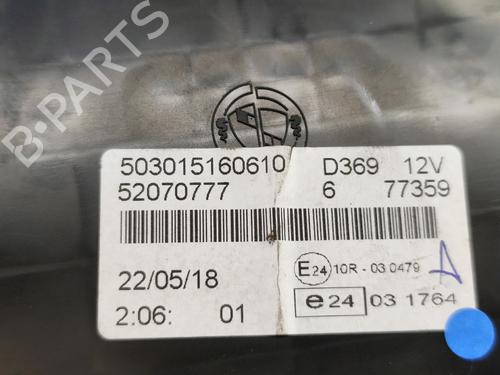 B-PARTS
503015160610 D369 12V
52070777 6 77359
22/05/18 E24 10R - 03 0479 A
2:06: 01 e24 03 1764